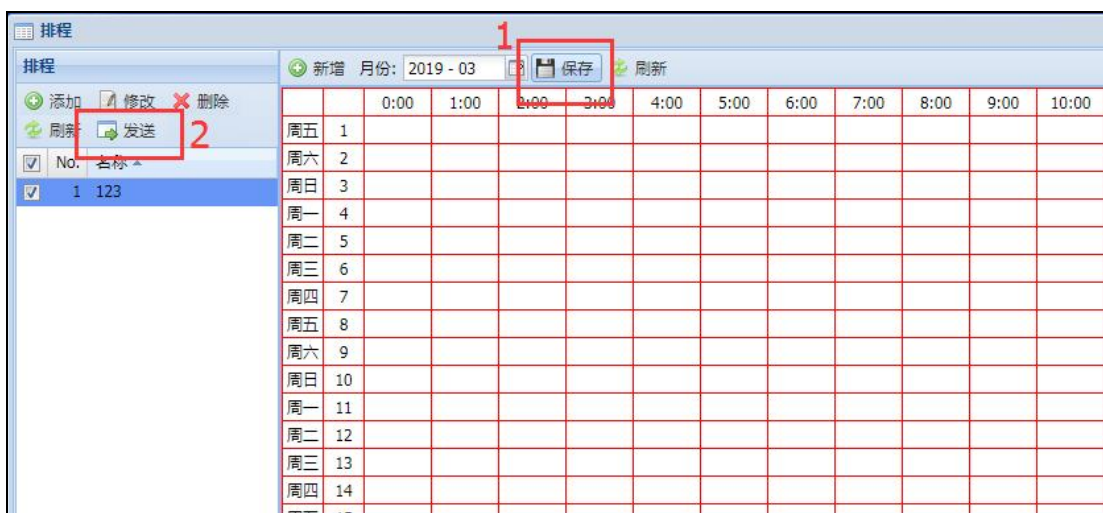 排程
1
排程
新增 月份: 2019 - 03 保存 刷新
添加 修改 删除
刷新 发送 2
No. 名称
1 123
0:00 1:00 2:00 3:00 4:00 5:00 6:00 7:00 8:00 9:00 10:00
周五 1
周六 2
周日 3
周一 4
周二 5
周三 6
周四 7
周五 8
周六 9
周日 10
周一 11
周二 12
周三 13
周四 14